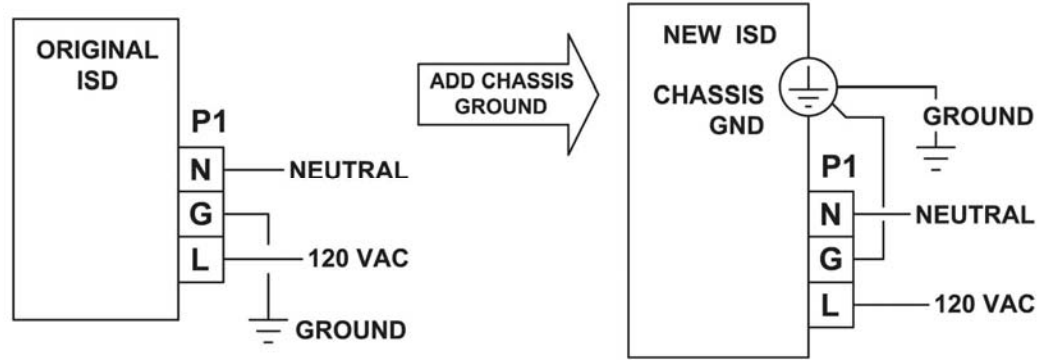 ORIGINAL
ISD
P1
N
NEUTRAL
G
L
120 VAC
GROUND
ADD CHASSIS
GROUND
NEW ISD
CHASSIS
GND
GROUND
P1
N
NEUTRAL
G
L
120 VAC